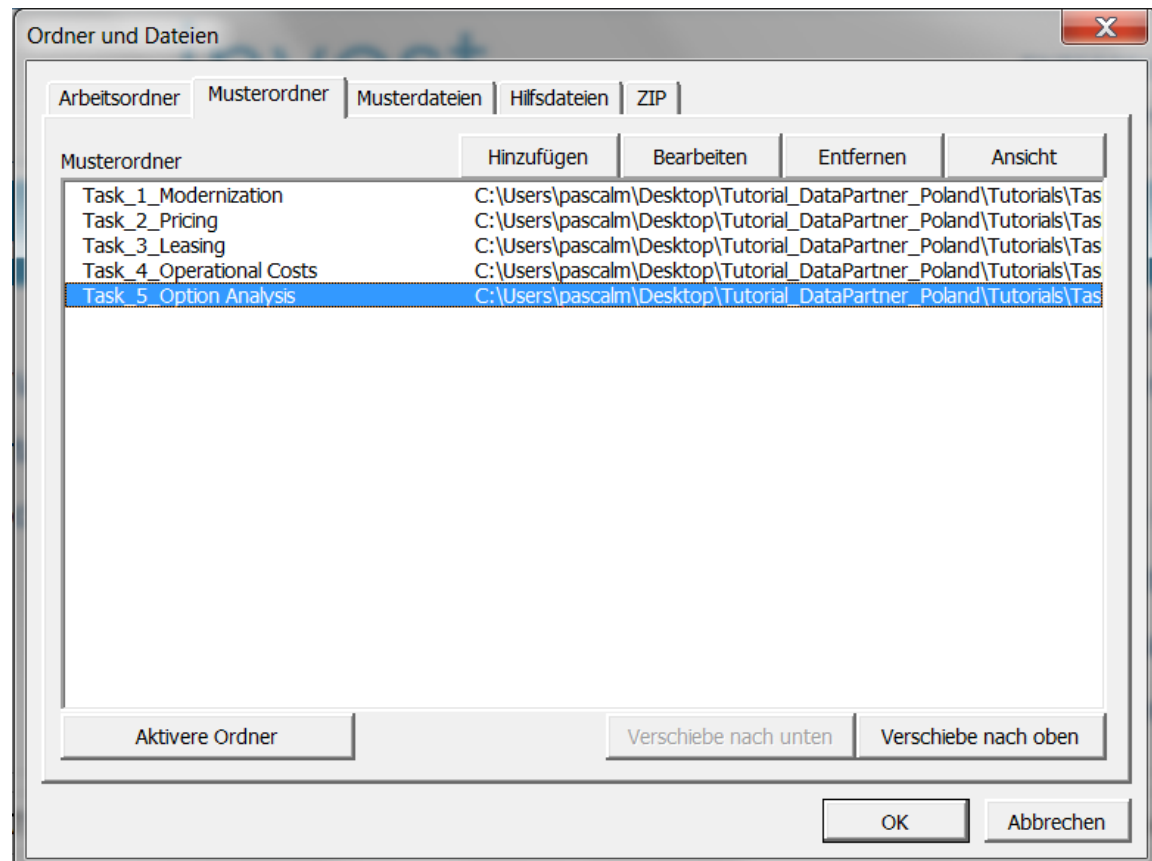 Ordner und Dateien
invest
Arbeitsordner Musterordner Musterdateien Hilfsdateien ZIP
Musterordner Hinzufügen Bearbeiten Entfernen Ansicht
Task_1_Modernization C:\Users\pascalm\Desktop\Tutorial_DataPartner_Poland\Tutorials\Tas
Task_2_Pricing C:\Users\pascalm\Desktop\Tutorial_DataPartner_Poland\Tutorials\Tas
Task_3_Leasing C:\Users\pascalm\Desktop\Tutorial_DataPartner_Poland\Tutorials\Tas
Task_4_Operational Costs C:\Users\pascalm\Desktop\Tutorial_DataPartner_Poland\Tutorials\Tas
Task_5_Option Analysis C:\Users\pascalm\Desktop\Tutorial_DataPartner_Poland\Tutorials\Tas
Aktivere Ordner Verschiebe nach unten Verschiebe nach oben
OK Abbrechen